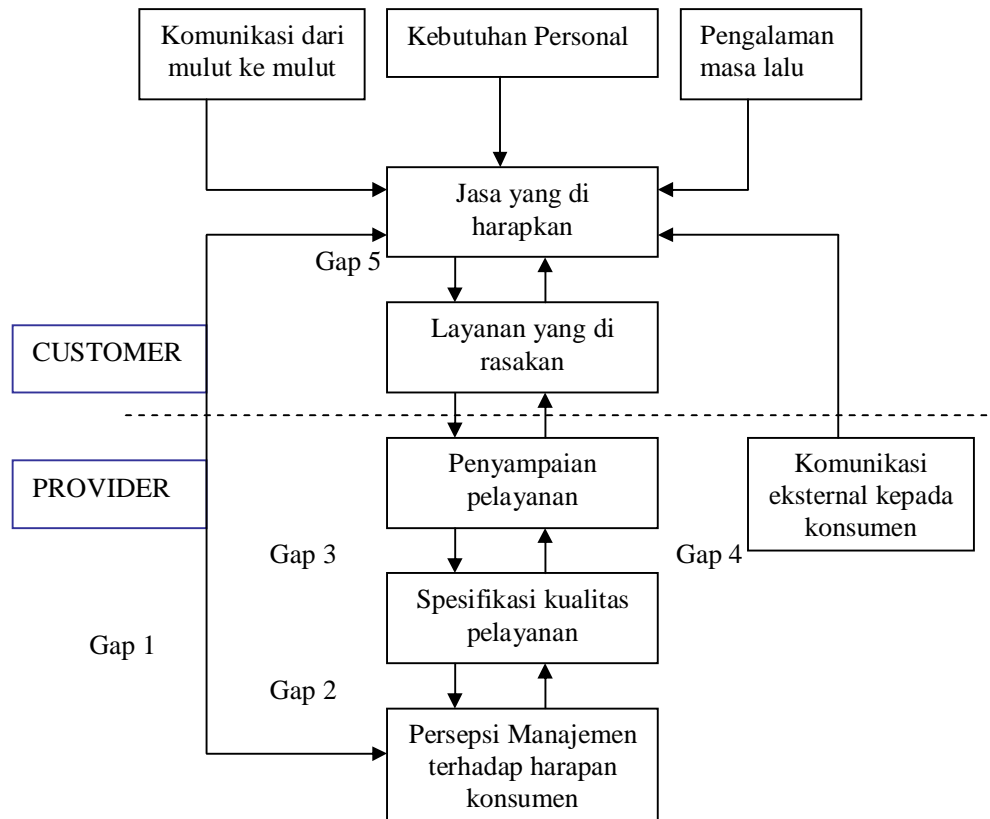 Komunikasi dari
mulut ke mulut
Kebutuhan Personal
Pengalaman
masa lalu
Jasa yang di
harapkan
Gap 5
Layanan yang di
rasakan
CUSTOMER
PROVIDER
Penyampaian
pelayanan
Komunikasi
eksternal kepada
konsumen
Gap 3
Gap 4
Spesifikasi kualitas
pelayanan
Gap 1
Gap 2
Persepsi Manajemen
terhadap harapan
konsumen